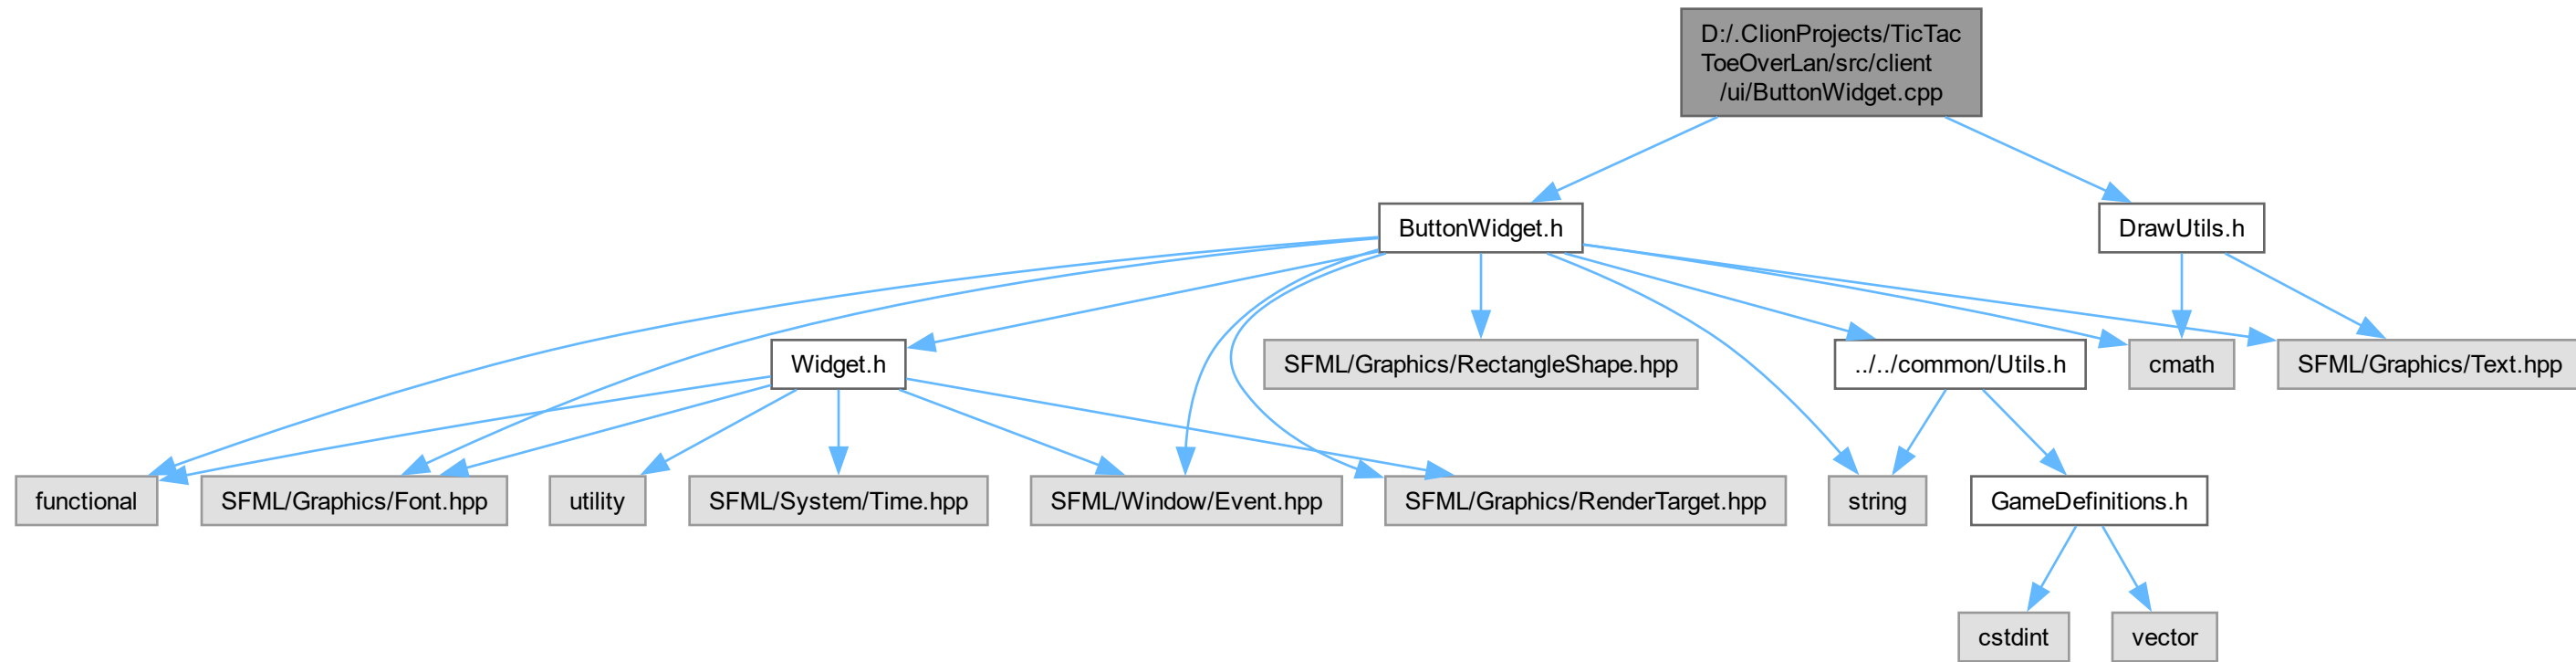 D:/.ClionProjects/TicTac
ToeOverLan/src/client
/ui/ButtonWidget.cpp
ButtonWidget.h
DrawUtils.h
Widget.h
SFML/Graphics/RectangleShape.hpp
../../common/Utils.h
cmath
SFML/Graphics/Text.hpp
functional
SFML/Graphics/Font.hpp
utility
SFML/System/Time.hpp
SFML/Window/Event.hpp
SFML/Graphics/RenderTarget.hpp
string
GameDefinitions.h
cstdint
vector